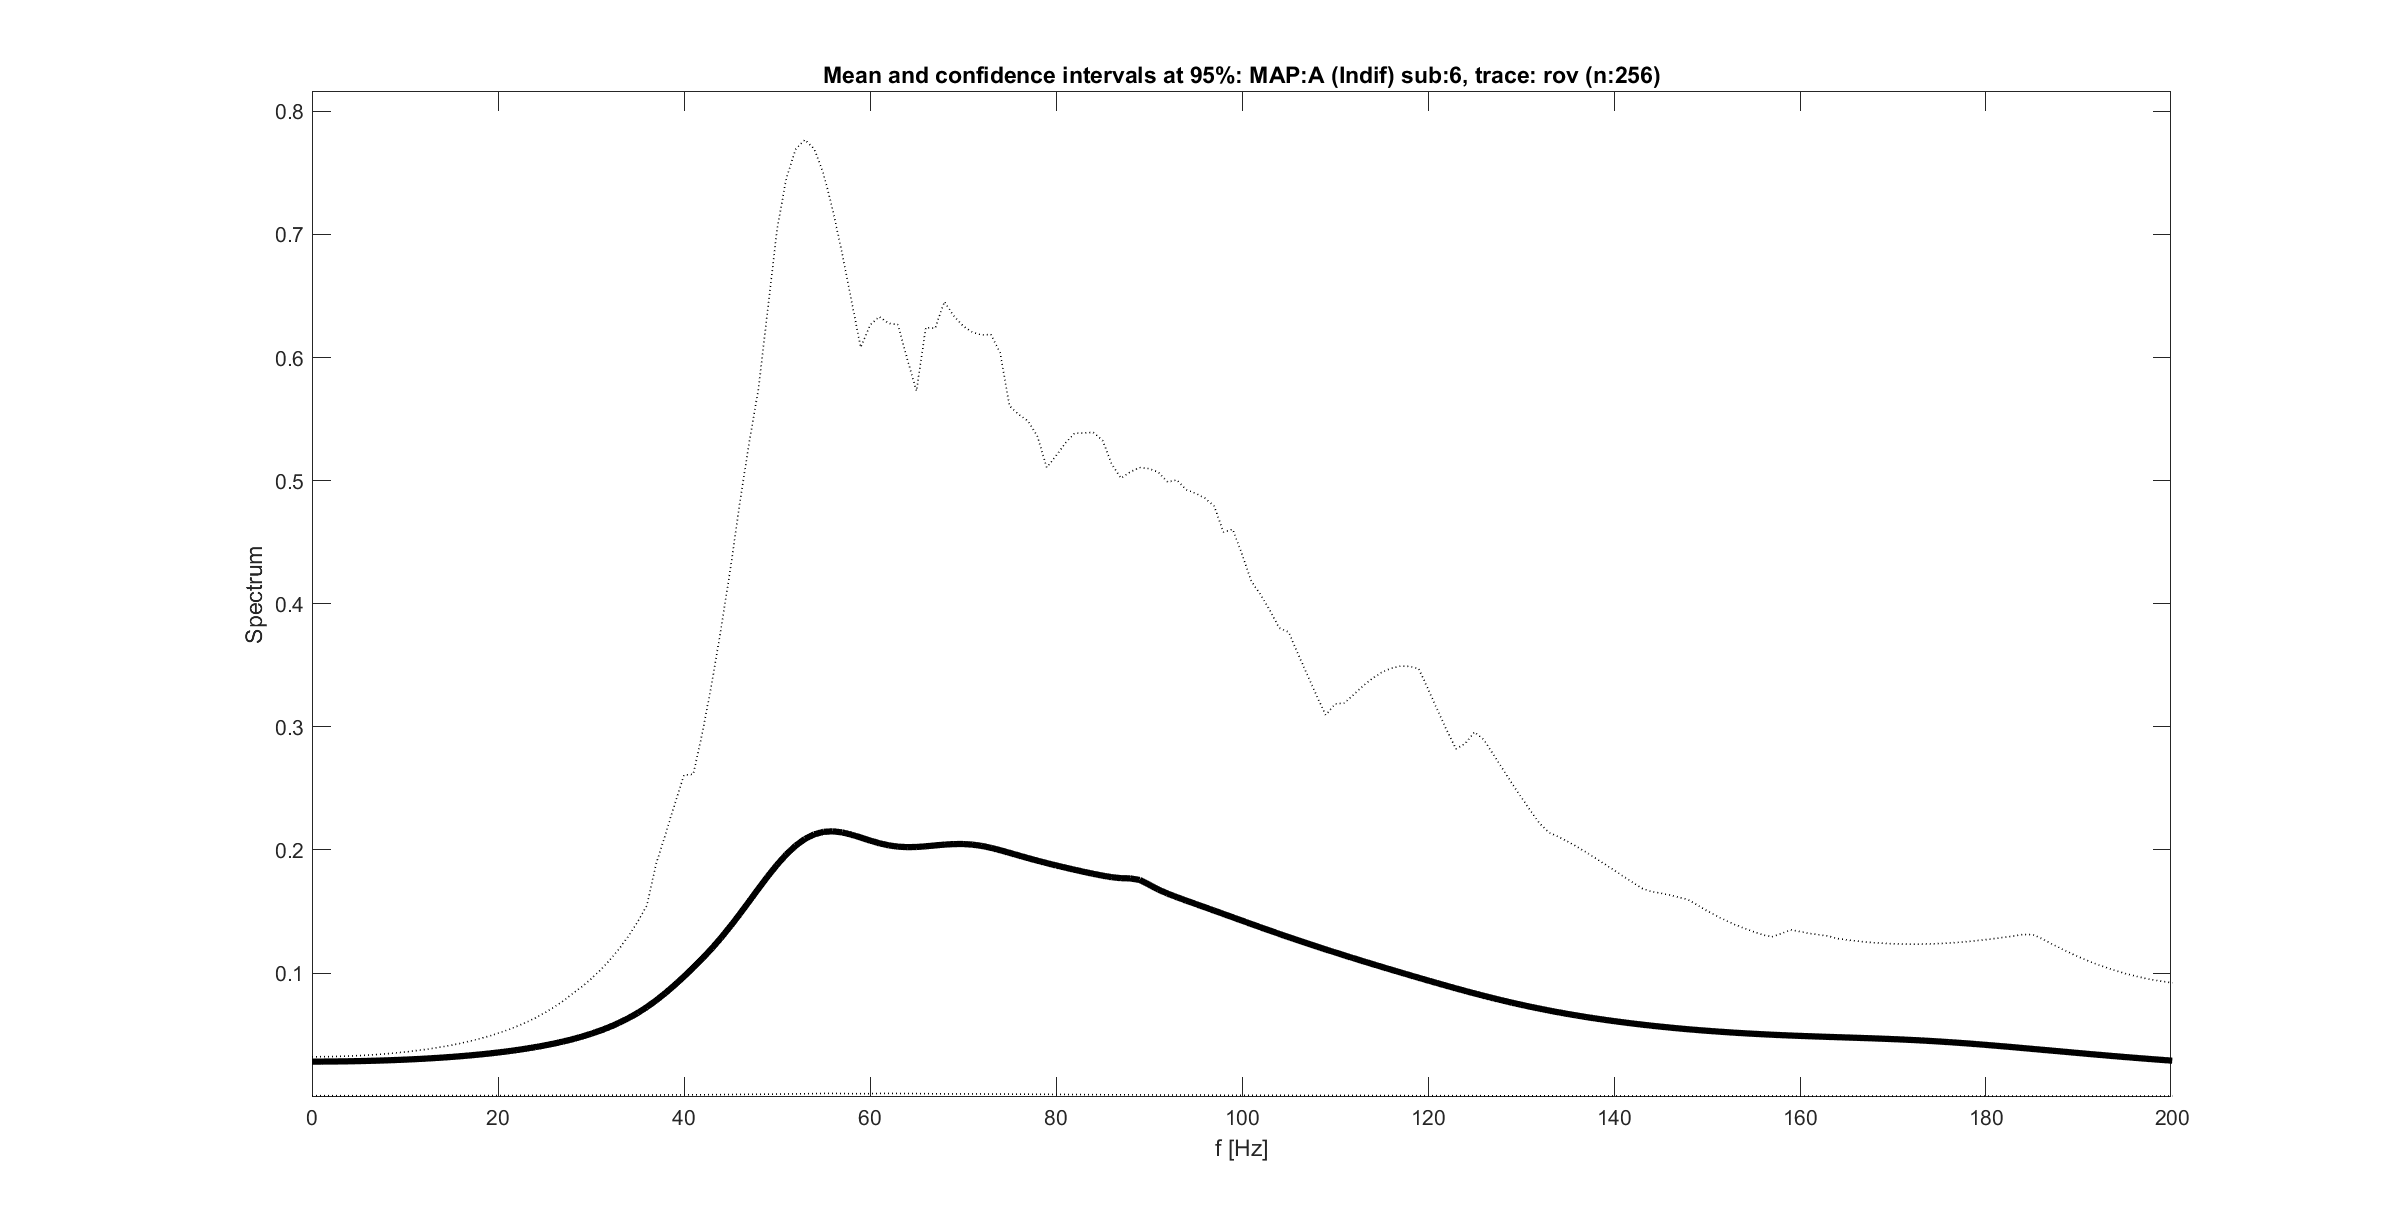 Mean and confidence intervals at 95%: MAP:A (Indif) sub:6, trace: rov (n:256)
0.8
0.7
0.6
0.5
0.4
0.3
0.2
0.1
Spectrum
0 20 40 60 80 100 120 140 160 180 200
f [Hz]